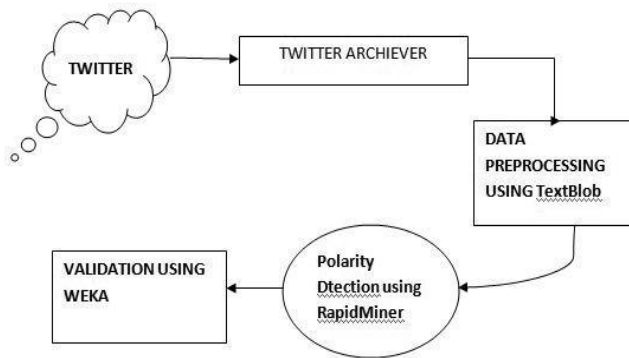 TWITTER
TWITTER ARCHIEVER
DATA
PREPROCESSING
USING TextBlob
Polarity
Dtection using
RapidMiner
VALIDATION USING
WEKA